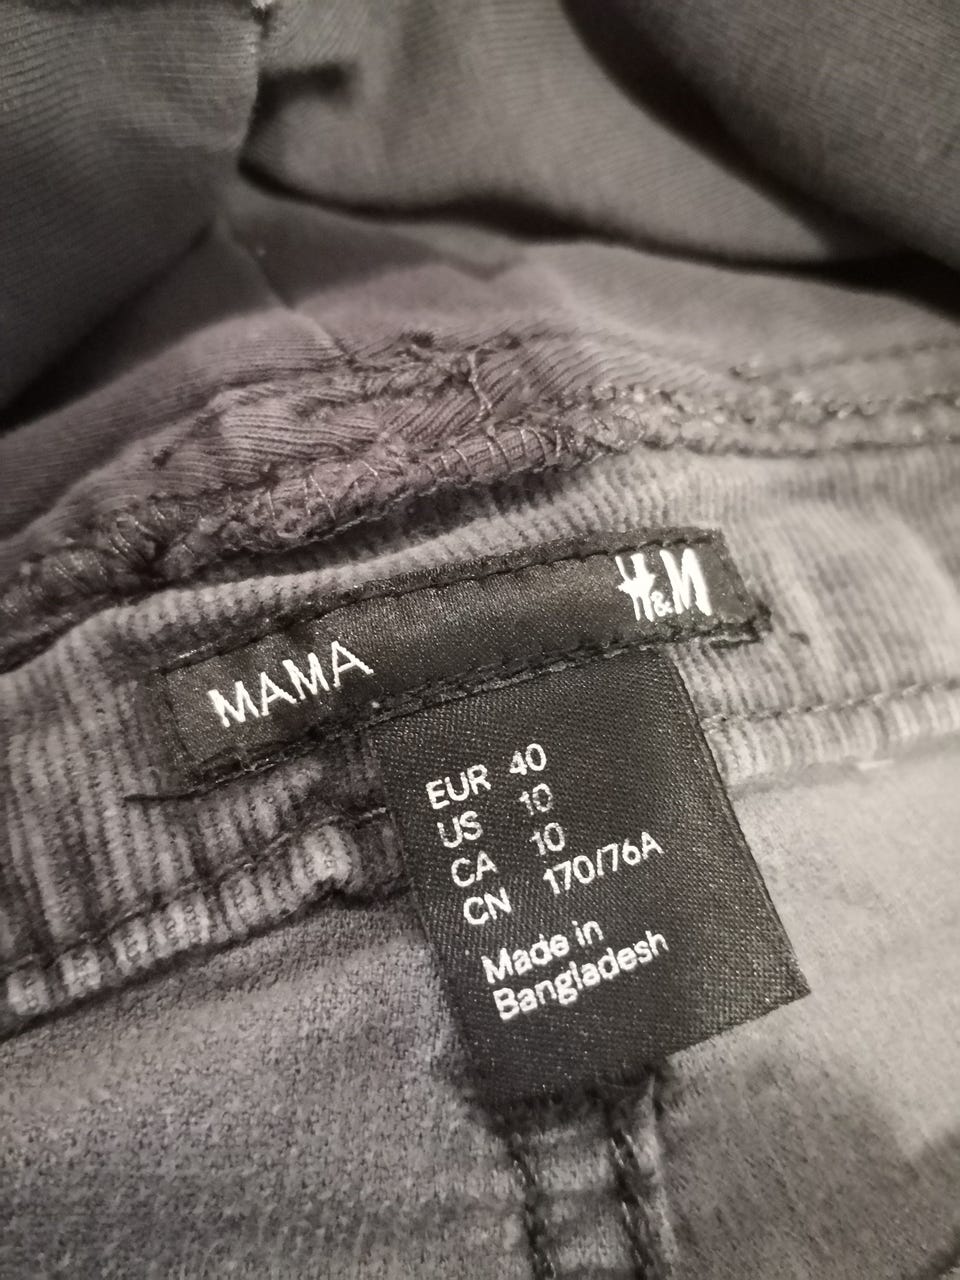 MAMA H&M
EUR 40
US 10
CA 10
CN 170/76A
Made in
Bangladesh